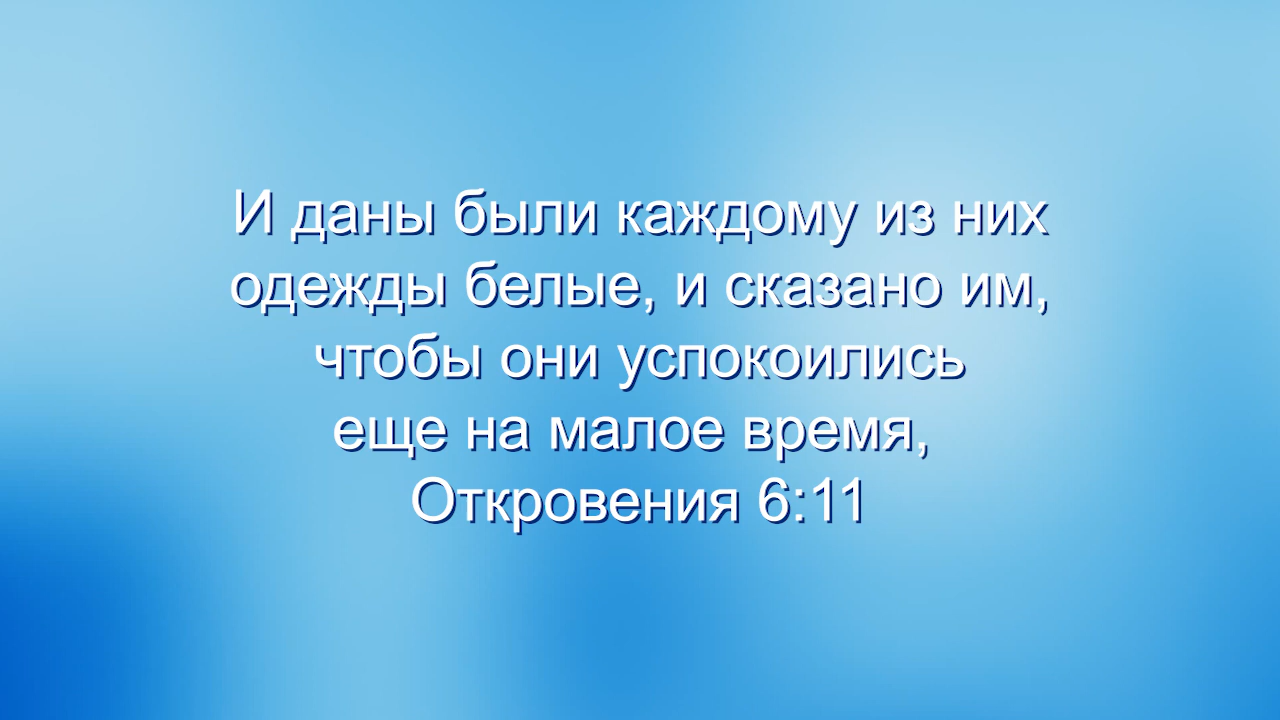 И даны были каждому из них
одежды белые, и сказано им,
чтобы они успокоились
еще на малое время,
Откровения 6:11